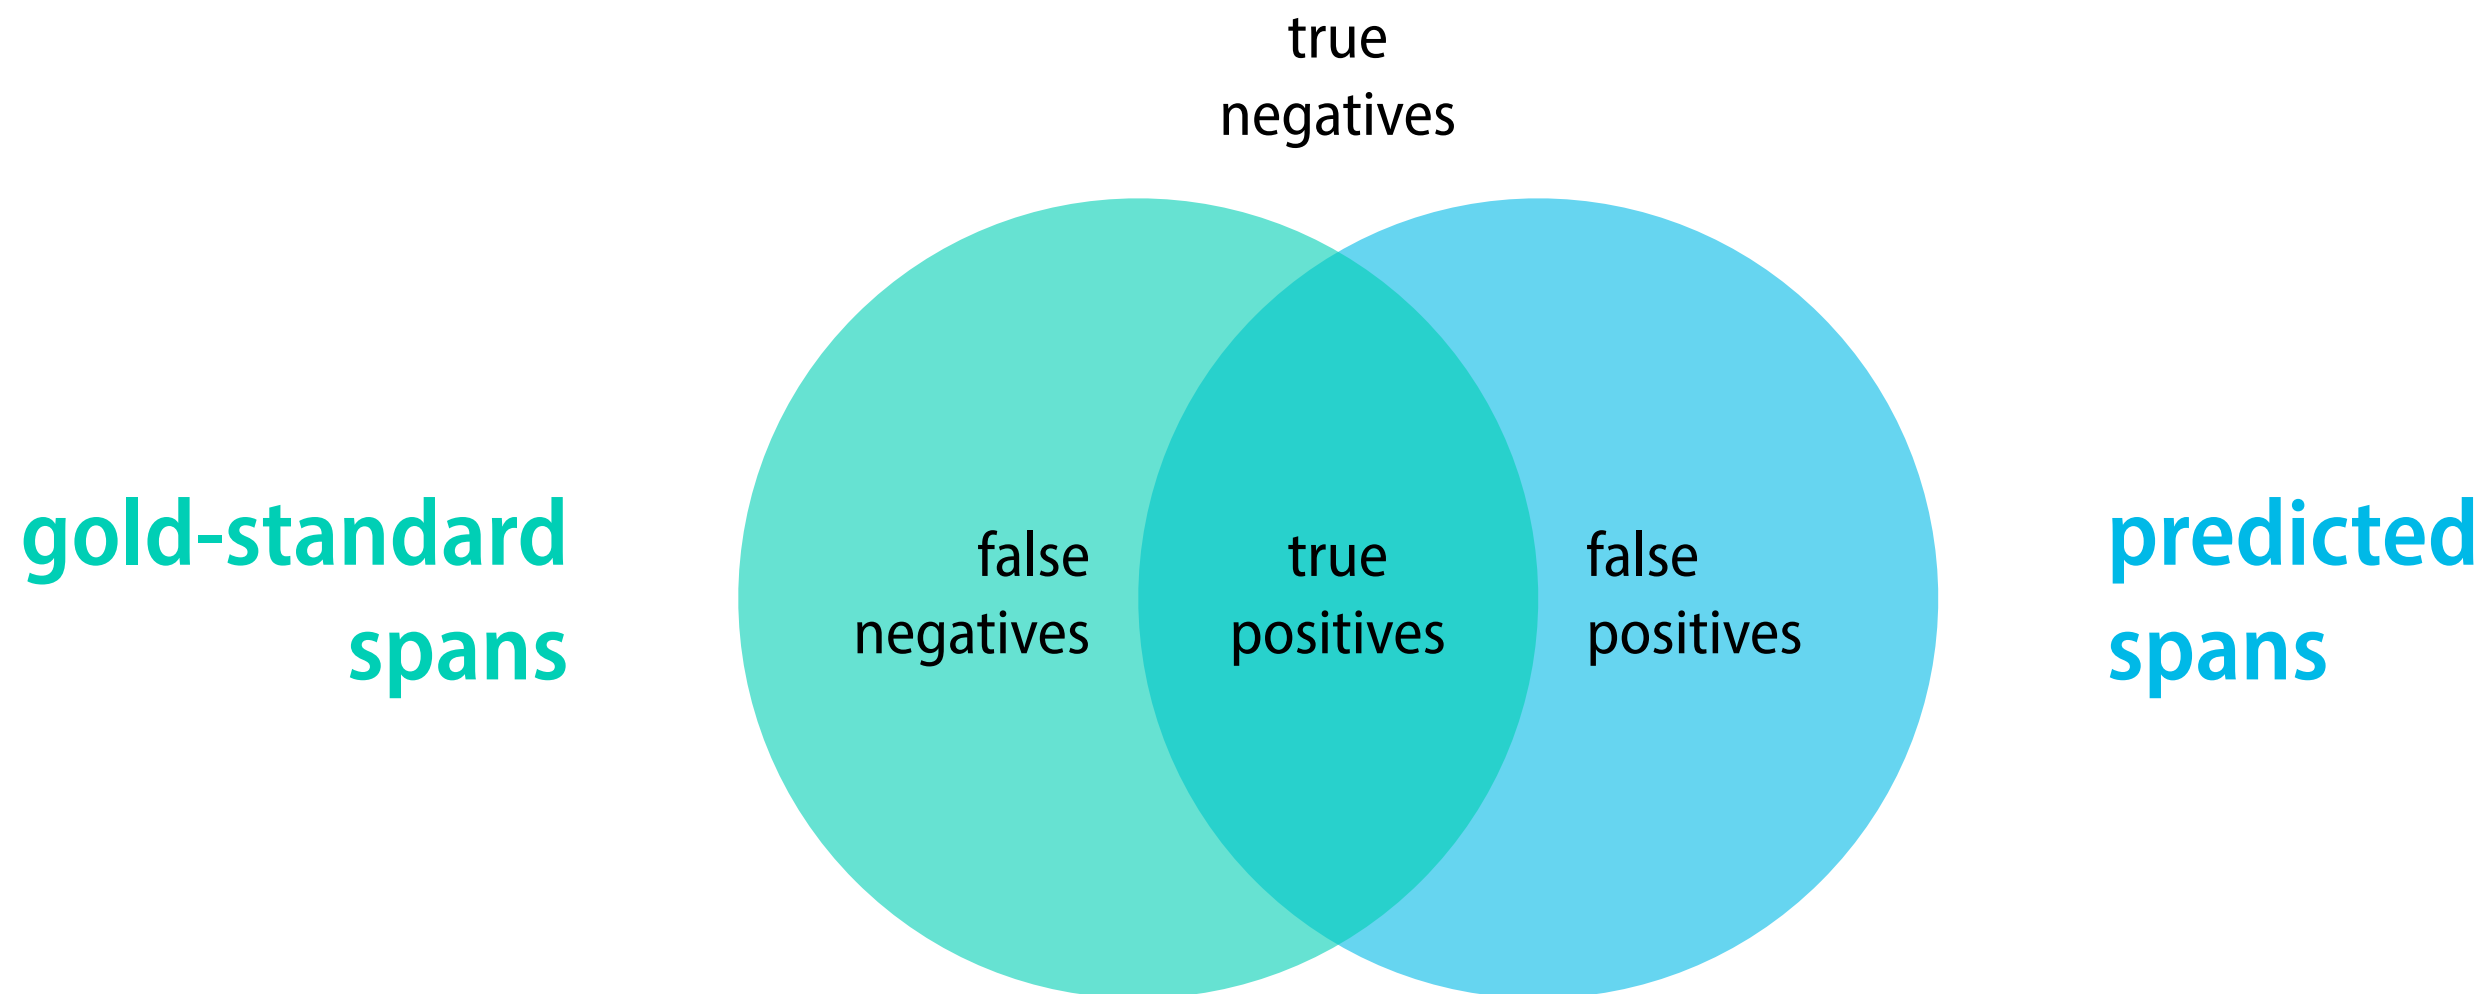 true
negatives
gold-standard
spans
false
negatives
true
positives
false
positives
predicted
spans